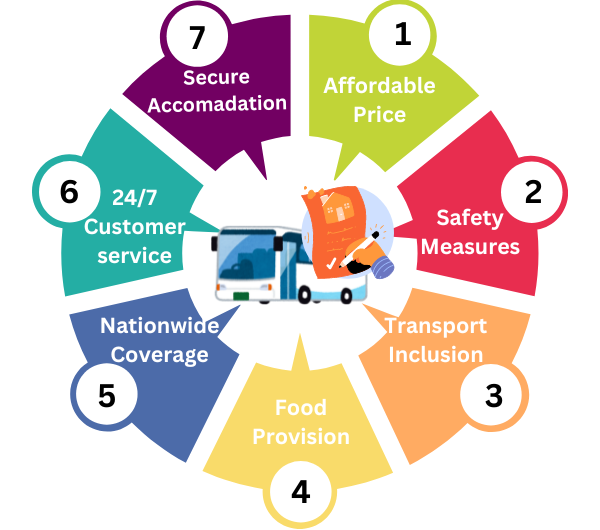 1
Affordable
Price
2
Safety
Measures
3
Transport
Inclusion
4
Food
Provision
5
Nationwide
Coverage
6
24/7
Customer
service
7
Secure
Accomadation